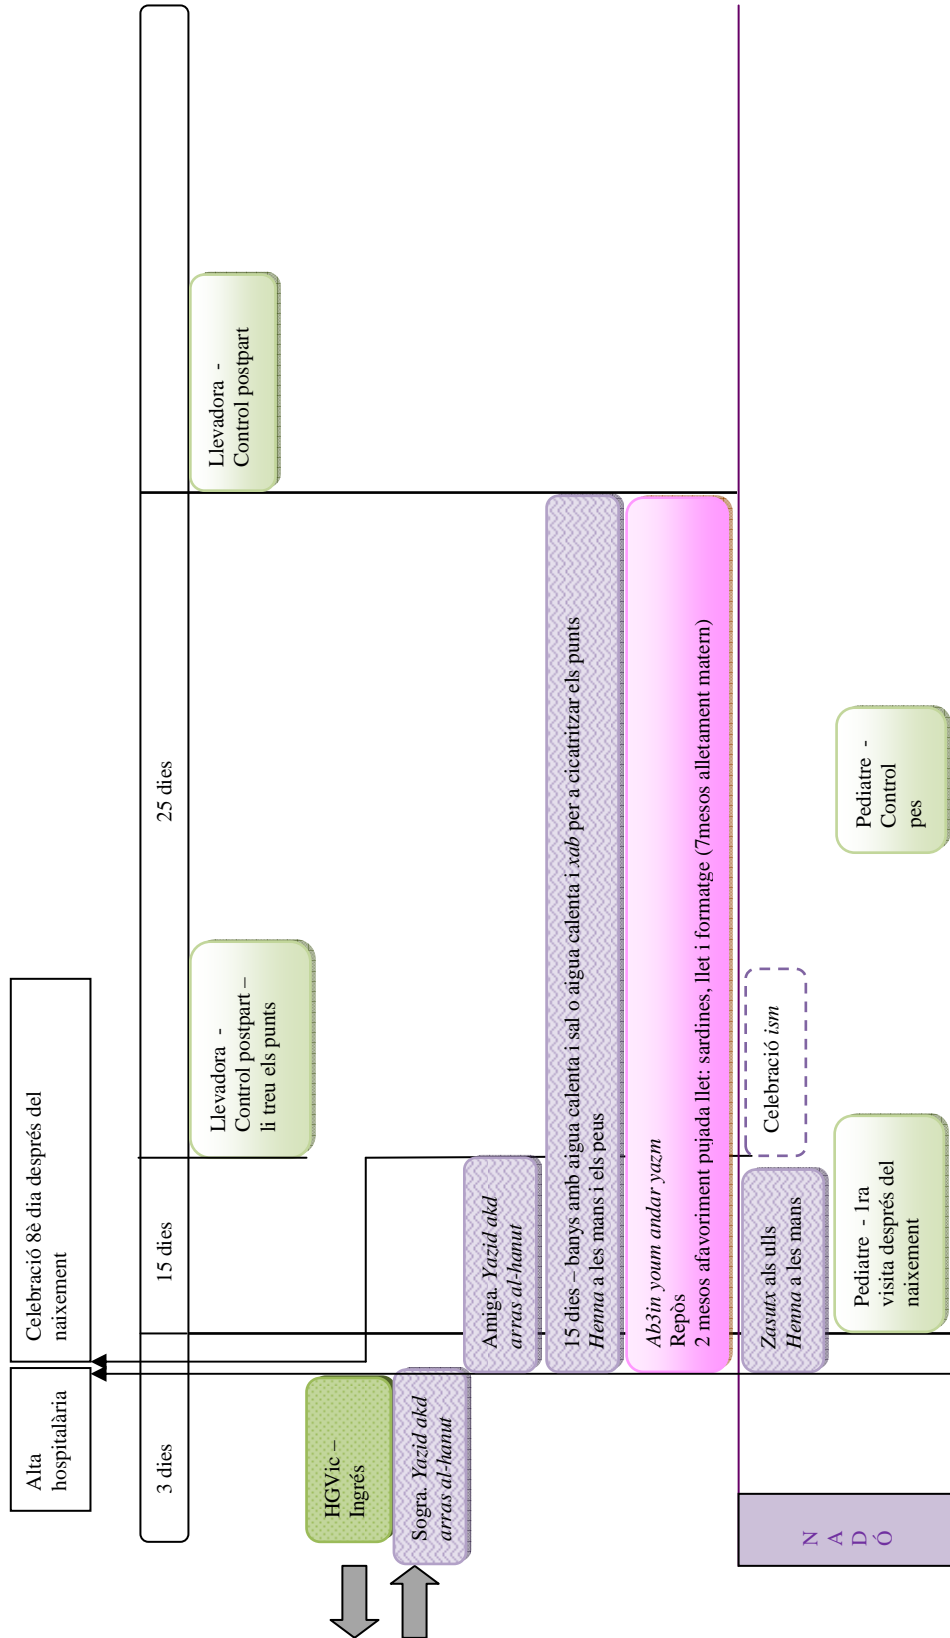 Alta
hospitalària
Celebració 8è dia després del
naixement
3 dies
15 dies
25 dies
Llevadora -
Control postpart –
li treu els punts
Llevadora -
Control postpart
HGVic –
Ingrés
Sogra. Yazid akd
arras al-hanut
Amiga. Yazid akd
arras al-hanut
15 dies – banys amb aigua calenta i sal o aigua calenta i xab per a cicatritzar els punts
Henna a les mans i els peus
Ab3in youm andar yazm
Repòs
2 mesos afavoriment pujada llet: sardines, llet i formatge (7mesos alletament matern)
NADÓ
Zasutx als ulls
Henna a les mans
Celebració ism
Pediatre - 1ra
visita després del
naixement
Pediatre -
Control
pes